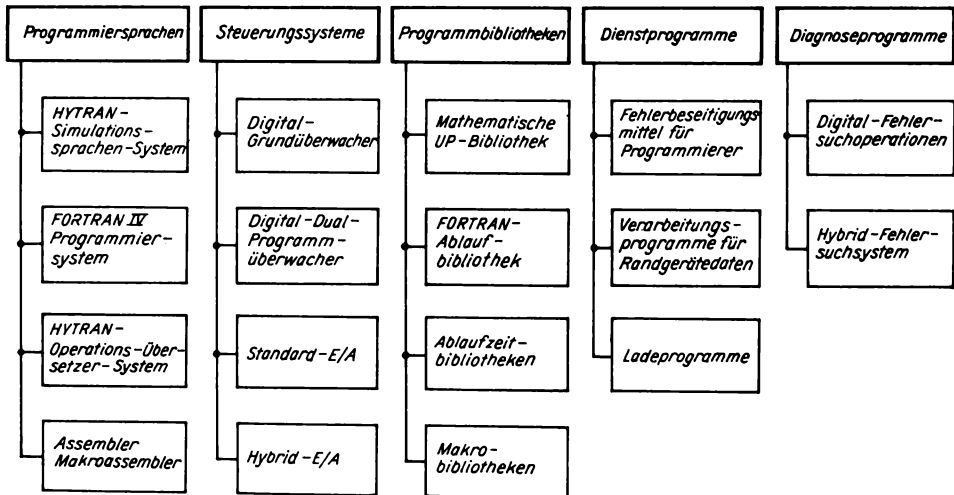 Programmiersprachen
HYTRAN-
Simulations-
sprachen-System
FORTRAN IV
Programmier-
system
HYTRAN-
Operations-Über-
setzer-System
Assembler
Makroassembler
Steuerungssysteme
Digital-
Grundüberwacher
Digital-Dual-
Programm-
überwacher
Standard-E/A
Hybrid-E/A
Programmbibliotheken
Mathematische
UP-Bibliothek
FORTRAN-
Ablauf-
bibliothek
Ablaufzeit-
bibliotheken
Makro-
bibliotheken
Dienstprogramme
Fehlerbeseitigungs
mittel für
Programmierer
Verarbeitungs-
programme für
Randgerätedaten
Ladeprogramme
Diagnoseprogramme
Digital-Fehler-
suchoperationen
Hybrid-Fehler-
suchsystem